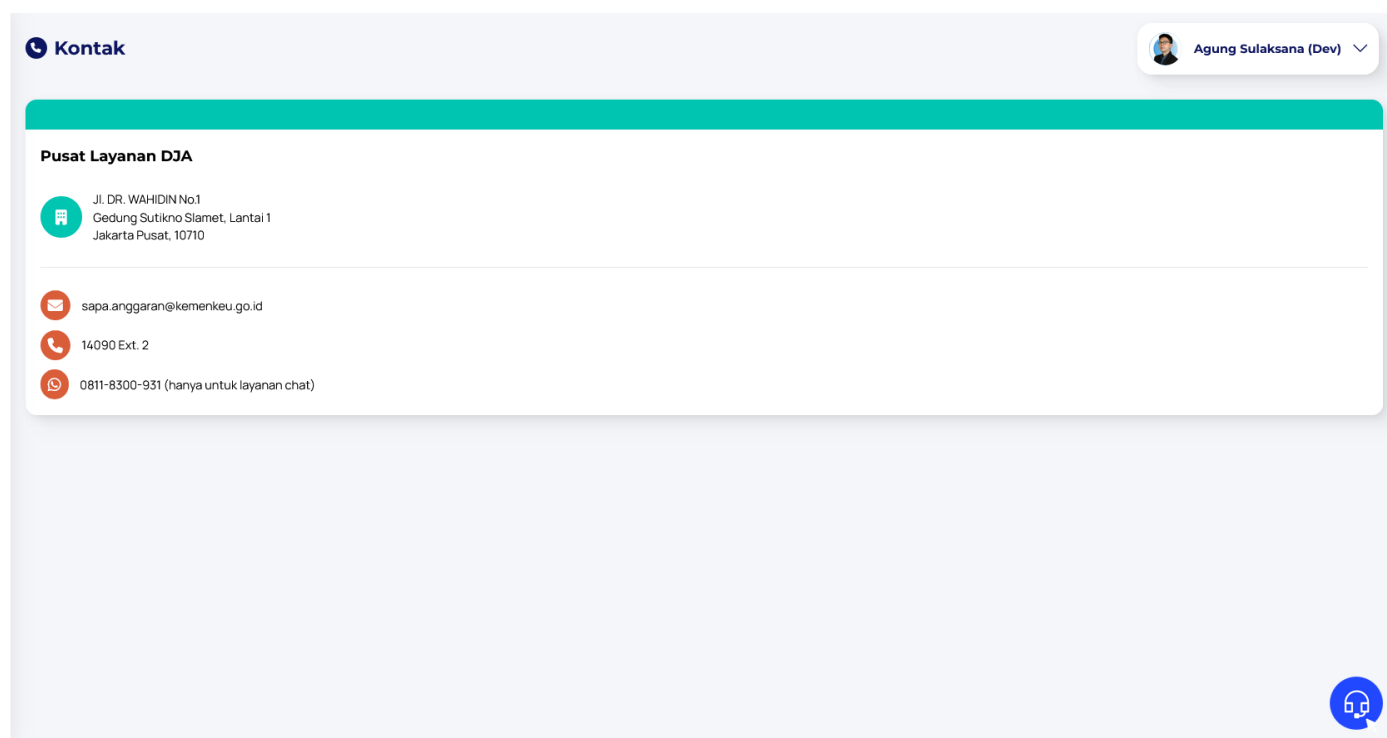 Kontak
Agung Sulaksana (Dev)
Pusat Layanan DJA
Jl. DR. WAHIDIN No.1
Gedung Sutikno Slamet, Lantai 1
Jakarta Pusat, 10710
sapa.anggaran@kemenkeu.go.id
14090 Ext. 2
0811-8300-931 (hanya untuk layanan chat)